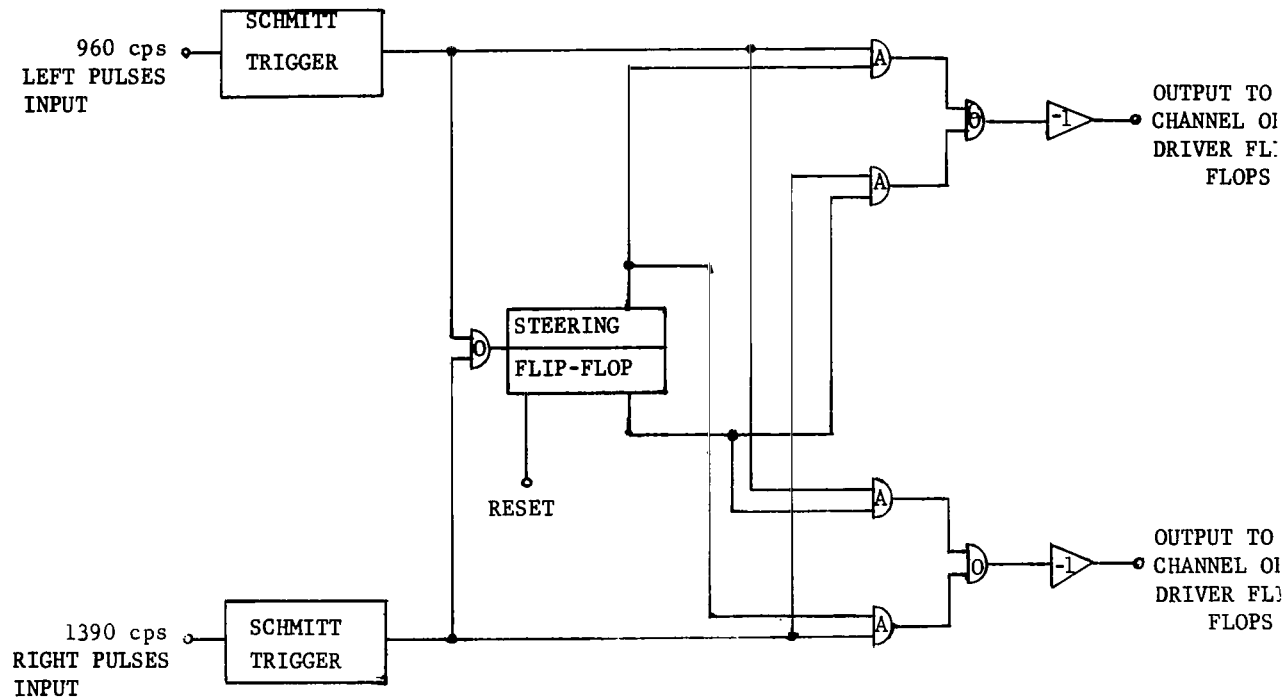 SCHMITT
TRIGGER
960 cps
LEFT PULSES
INPUT
A
O
-1
OUTPUT TO
CHANNEL
DRIVER
FLOPS
A
STEERING
FLIP-FLOP
O
RESET
A
O
-1
OUTPUT TO
CHANNEL
DRIVER
FLOPS
A
1390 cps
RIGHT PULSES
INPUT
SCHMITT
TRIGGER